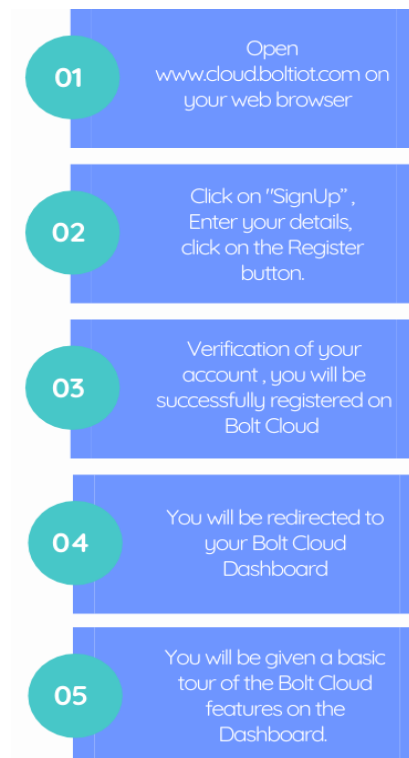 01
Open
www.cloud.boltiot.com on
your web browser
02
Click on "SignUp" ,
Enter your details,
click on the Register
button.
03
Verification of your
account , you will be
successfully registered on
Bolt Cloud
04
You will be redirected to
your Bolt Cloud
Dashboard
05
You will be given a basic
tour of the Bolt Cloud
features on the
Dashboard.